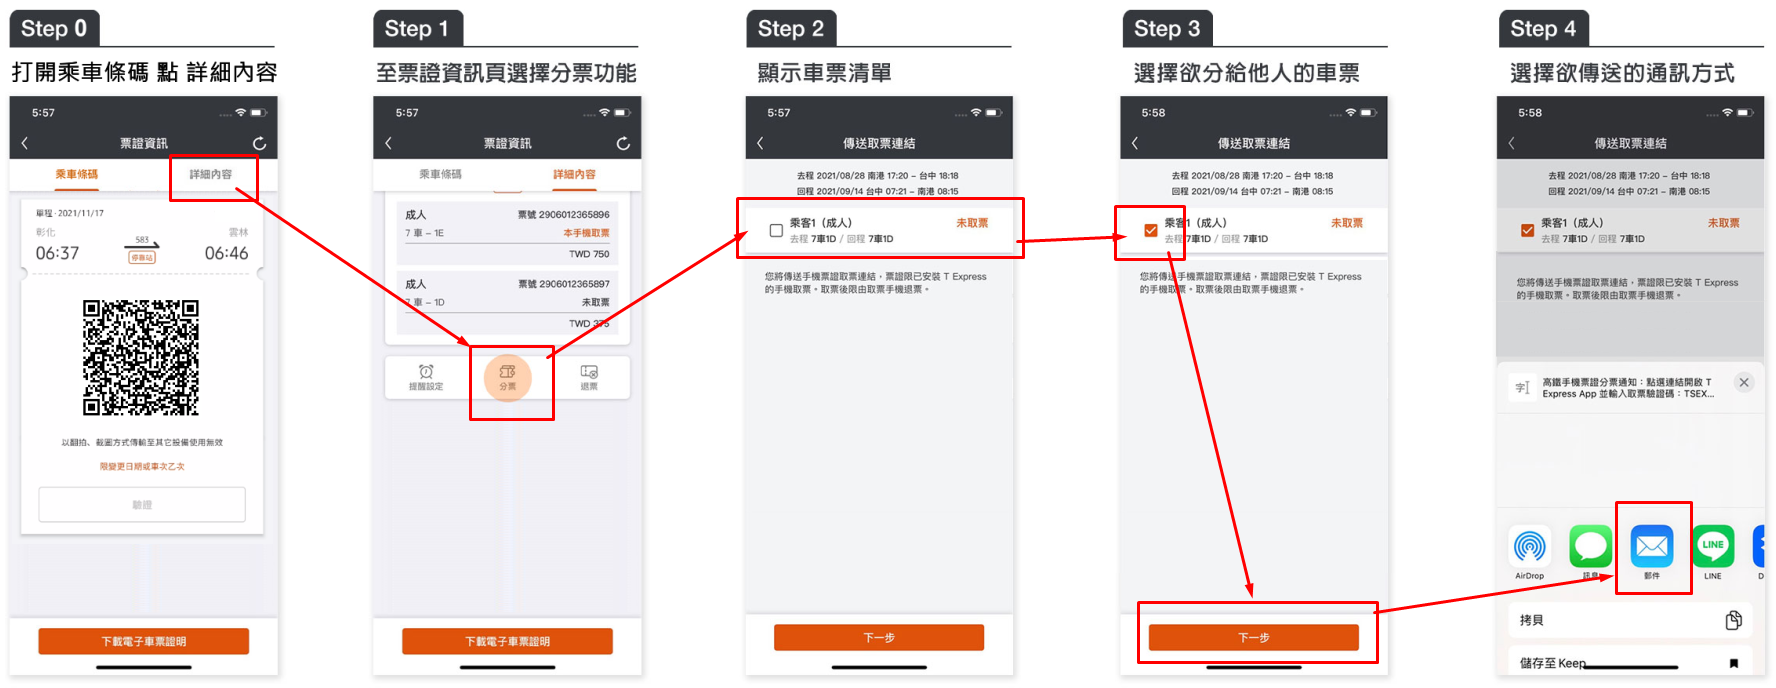 Step 0
打開乘車條碼 點 詳細內容
5:57
票證資訊
乘車條碼
詳細內容
單程 · 2021/11/17
彰化
雲林
06:37
583
06:46
停靠站
以翻拍、截圖方式傳輸至其它設備使用無效
限變更日期或車次乙次
驗證
下載電子車票證明
Step 1
至票證資訊頁選擇分票功能
5:57
票證資訊
乘車條碼
詳細內容
成人
票號 2906012365896
7 車 – 1E
本手機取票
TWD 750
成人
票號 2906012365897
7 車 – 1D
未取票
TWD 375
提醒設定
分票
退票
下載電子車票證明
Step 2
顯示車票清單
5:57
傳送取票連結
去程 2021/08/28 南港 17:20 – 台中 18:18
回程 2021/09/14 台中 07:21 – 南港 08:15
乘客1（成人）
未取票
去程 7車1D / 回程 7車1D
您將傳送手機票證取票連結，票證限已安裝 T Express
的手機取票。取票後限由取票手機退票。
下一步
Step 3
選擇欲分給他人的車票
5:58
傳送取票連結
去程 2021/08/28 南港 17:20 – 台中 18:18
回程 2021/09/14 台中 07:21 – 南港 08:15
乘客1（成人）
未取票
去程 7車1D / 回程 7車1D
您將傳送手機票證取票連結，票證限已安裝 T Express
的手機取票。取票後限由取票手機退票。
下一步
Step 4
選擇欲傳送的通訊方式
5:58
傳送取票連結
去程 2021/08/28 南港 17:20 – 台中 18:18
回程 2021/09/14 台中 07:21 – 南港 08:15
乘客1（成人）
未取票
去程 7車1D / 回程 7車1D
您將傳送手機票證取票連結，票證限已安裝 T Express
的手機取票。取票後限由取票手機退票。
字
高鐵手機票證分票通知：點選連結開啟 T
Express App 並輸入取票驗證碼：TSEX...
LINE
AirDrop
訊息
郵件
LINE
D
拷貝
儲存至 Keep